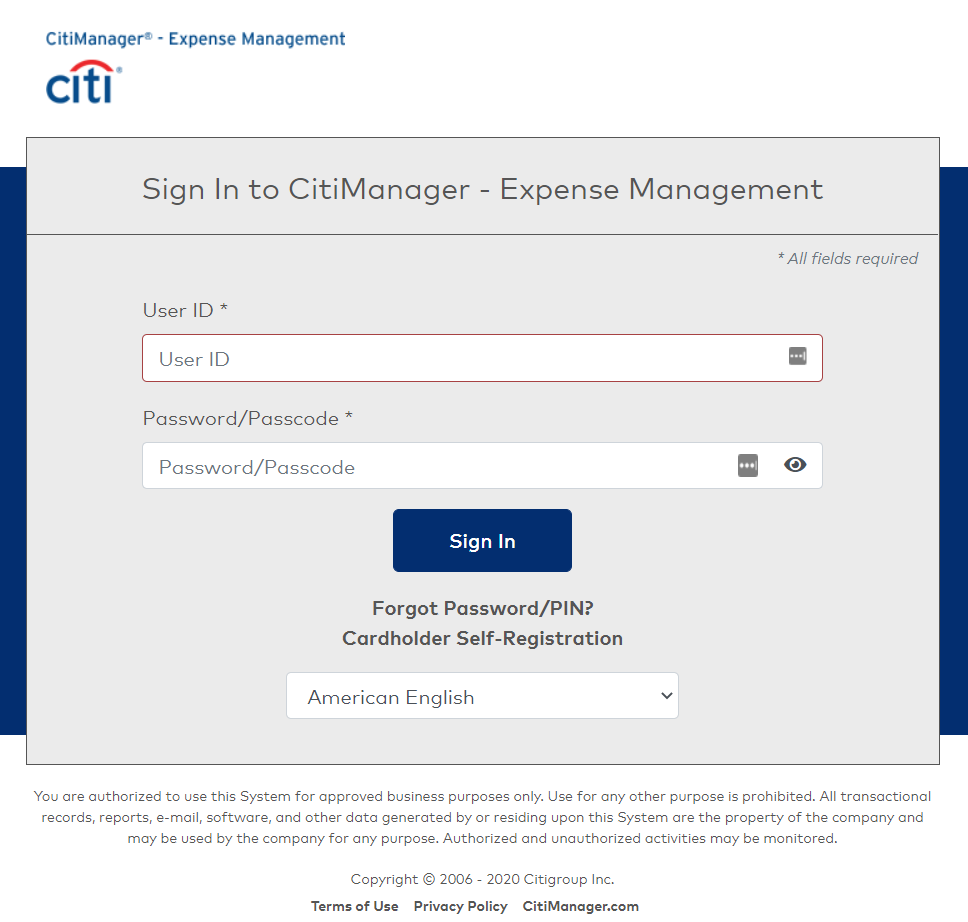 CitiManager® - Expense Management
citi®
Sign In to CitiManager - Expense Management
* All fields required
User ID *
User ID
Password/Passcode *
Password/Passcode
Sign In
Forgot Password/PIN?
Cardholder Self-Registration
American English
You are authorized to use this System for approved business purposes only. Use for any other purpose is prohibited. All transactional
records, reports, e-mail, software, and other data generated by or residing upon this System are the property of the company and
may be used by the company for any purpose. Authorized and unauthorized activities may be monitored.
Copyright © 2006 - 2020 Citigroup Inc.
Terms of Use Privacy Policy CitiManager.com